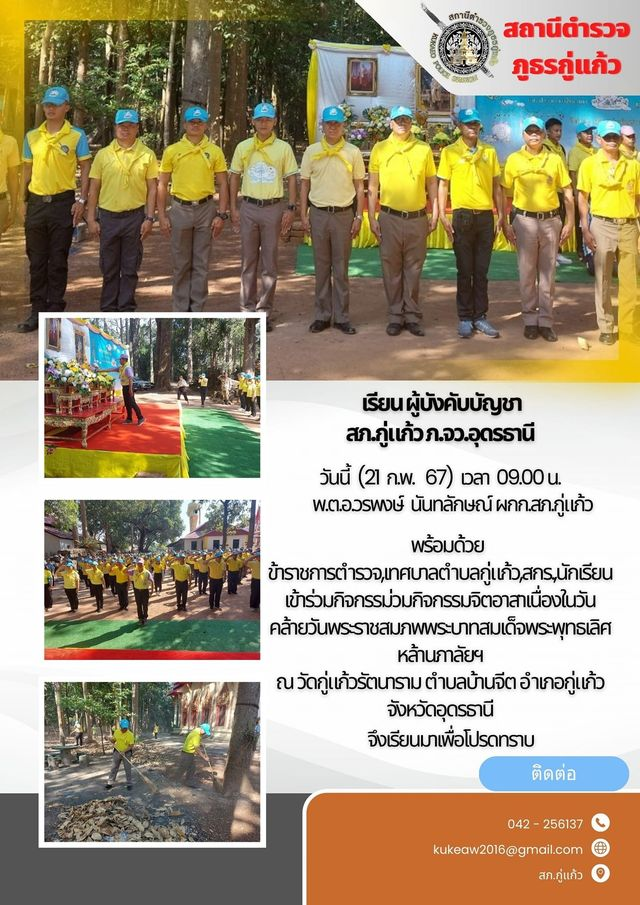 สถานีตำรวจ
ภูธรกู่แก้ว
เรียน ผู้บังคับบัญชา
สภ.กู่แก้ว ภ.จว.อุดรธานี
วันนี้ (21 ก.พ. 67) เวลา 09.00 น.
พ.ต.อ.วรพงษ์ นันทลักษณ์ ผกก.สภ.กู่แก้ว
พร้อมด้วย
ข้าราชการตำรวจ,เทศบาลตำบลกู่แก้ว,สกร.,นักเรียน
เข้าร่วมกิจกรรม่วมกิจกรรมจิตอาสาเนื่องในวัน
คล้ายวันพระราชสมภพพระบาทสมเด็จพระพุทธเลิศ
หล้านภาลัยฯ
ณ วัดกู่แก้วรัตนาราม ตำบลบ้านจีต อำเภอกู่แก้ว
จังหวัดอุดรธานี
จึงเรียนมาเพื่อโปรดทราบ
ติดต่อ
042 - 256137
kukeaw2016@gmail.com
สภ.กู่แก้ว